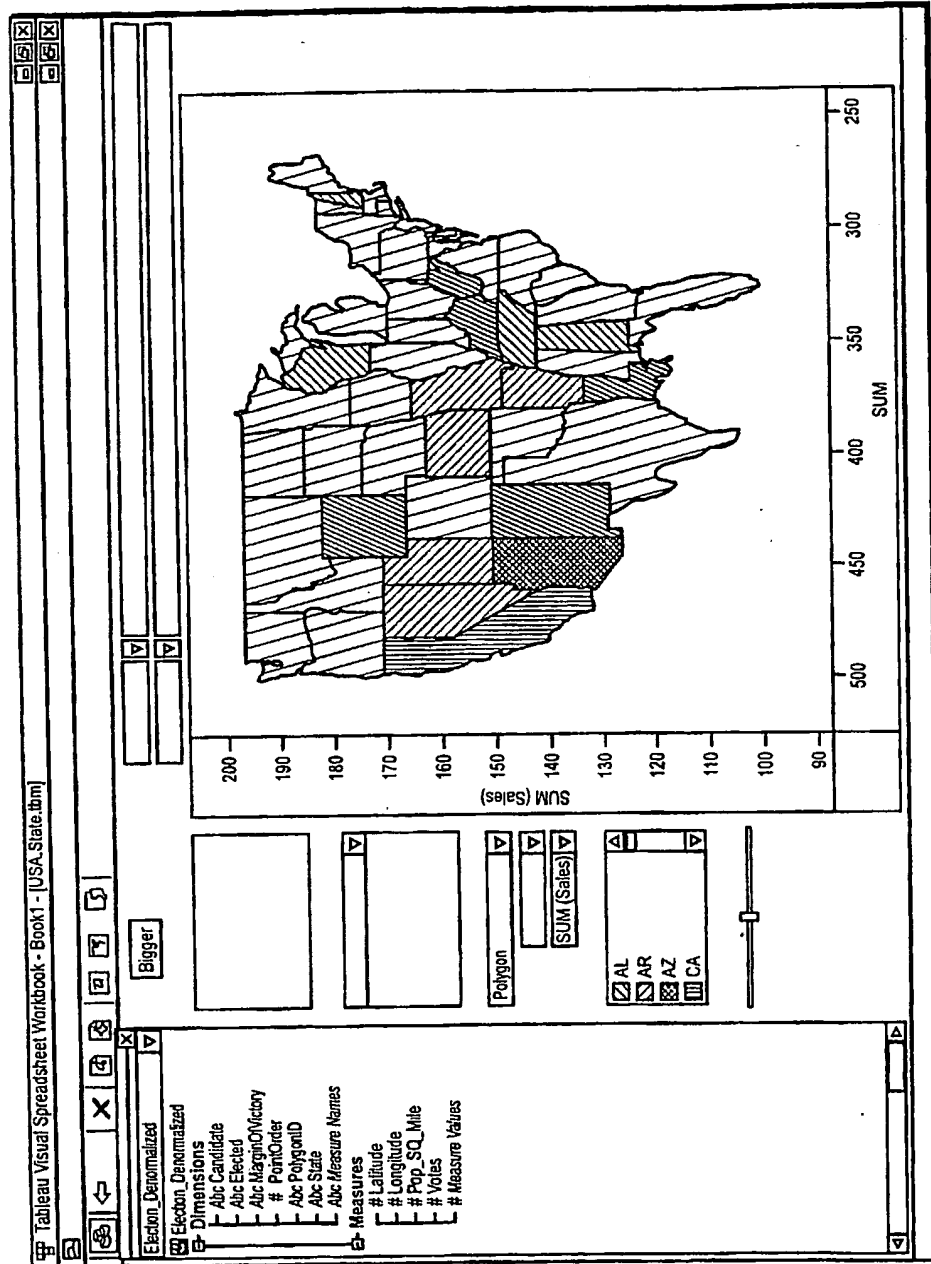 Tableau Visual Spreadsheet Workbook - Book1 - [USA.State.tbm]
Election_Denormalized
Election_Denormalized
Dimensions
Abc Candidate
Abc Elected
Abc MarginOfVictory
# PointOrder
Abc PolygonID
Abc State
Abc Measure Names
Measures
# Latitude
# Longitude
# Pop_SQ_Mile
# Votes
# Measure Values
Bigger
Polygon
SUM (Sales)
AL
AR
AZ
CA
SUM (Sales)
200
190
180
170
160
150
140
130
120
110
100
90
500
450
400
350
300
250
SUM